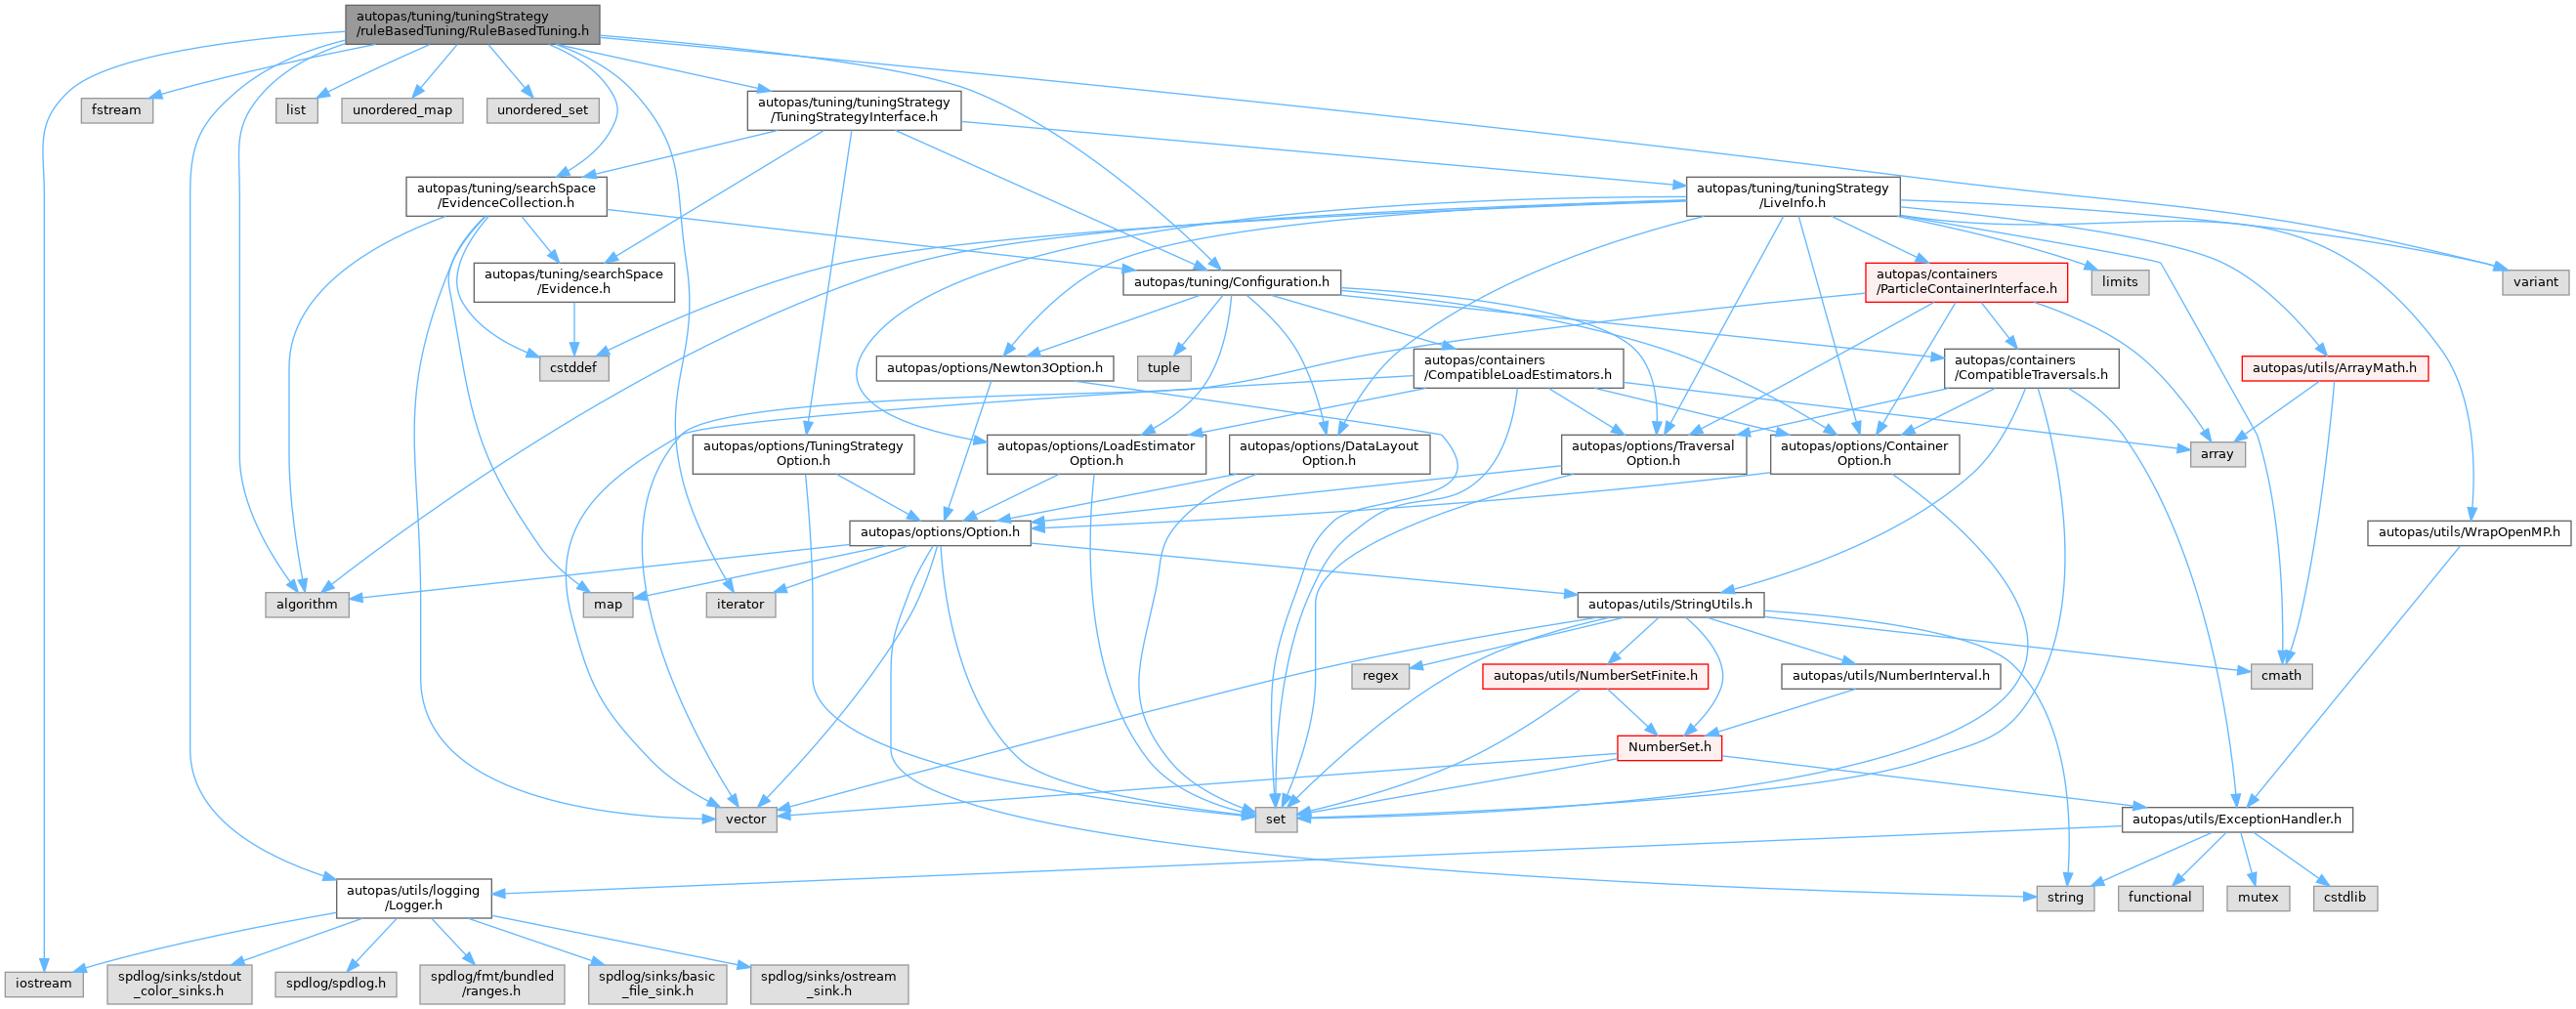 autopas/tuning/tuningStrategy
/ruleBasedTuning/RuleBasedTuning.h
fstream
list
unordered_map
unordered_set
autopas/tuning/tuningStrategy
/TuningStrategyInterface.h
autopas/tuning/searchSpace
/EvidenceCollection.h
autopas/tuning/tuningStrategy
/LiveInfo.h
autopas/tuning/searchSpace
/Evidence.h
autopas/tuning/Configuration.h
autopas/containers
/ParticleContainerInterface.h
limits
variant
cstddef
autopas/options/Newton3Option.h
tuple
autopas/containers
/CompatibleLoadEstimators.h
autopas/containers
/CompatibleTraversals.h
autopas/utils/ArrayMath.h
autopas/options/TuningStrategy
Option.h
autopas/options/LoadEstimator
Option.h
autopas/options/DataLayout
Option.h
autopas/options/Traversal
Option.h
autopas/options/Container
Option.h
array
autopas/options/Option.h
autopas/utils/WrapOpenMP.h
algorithm
map
iterator
autopas/utils/StringUtils.h
regex
autopas/utils/NumberSetFinite.h
autopas/utils/NumberInterval.h
cmath
NumberSet.h
vector
set
autopas/utils/ExceptionHandler.h
autopas/utils/logging
/Logger.h
string
functional
mutex
cstdlib
iostream
spdlog/sinks/stdout
_color_sinks.h
spdlog/spdlog.h
spdlog/fmt/bundled
/ranges.h
spdlog/sinks/basic
_file_sink.h
spdlog/sinks/ostream
_sink.h